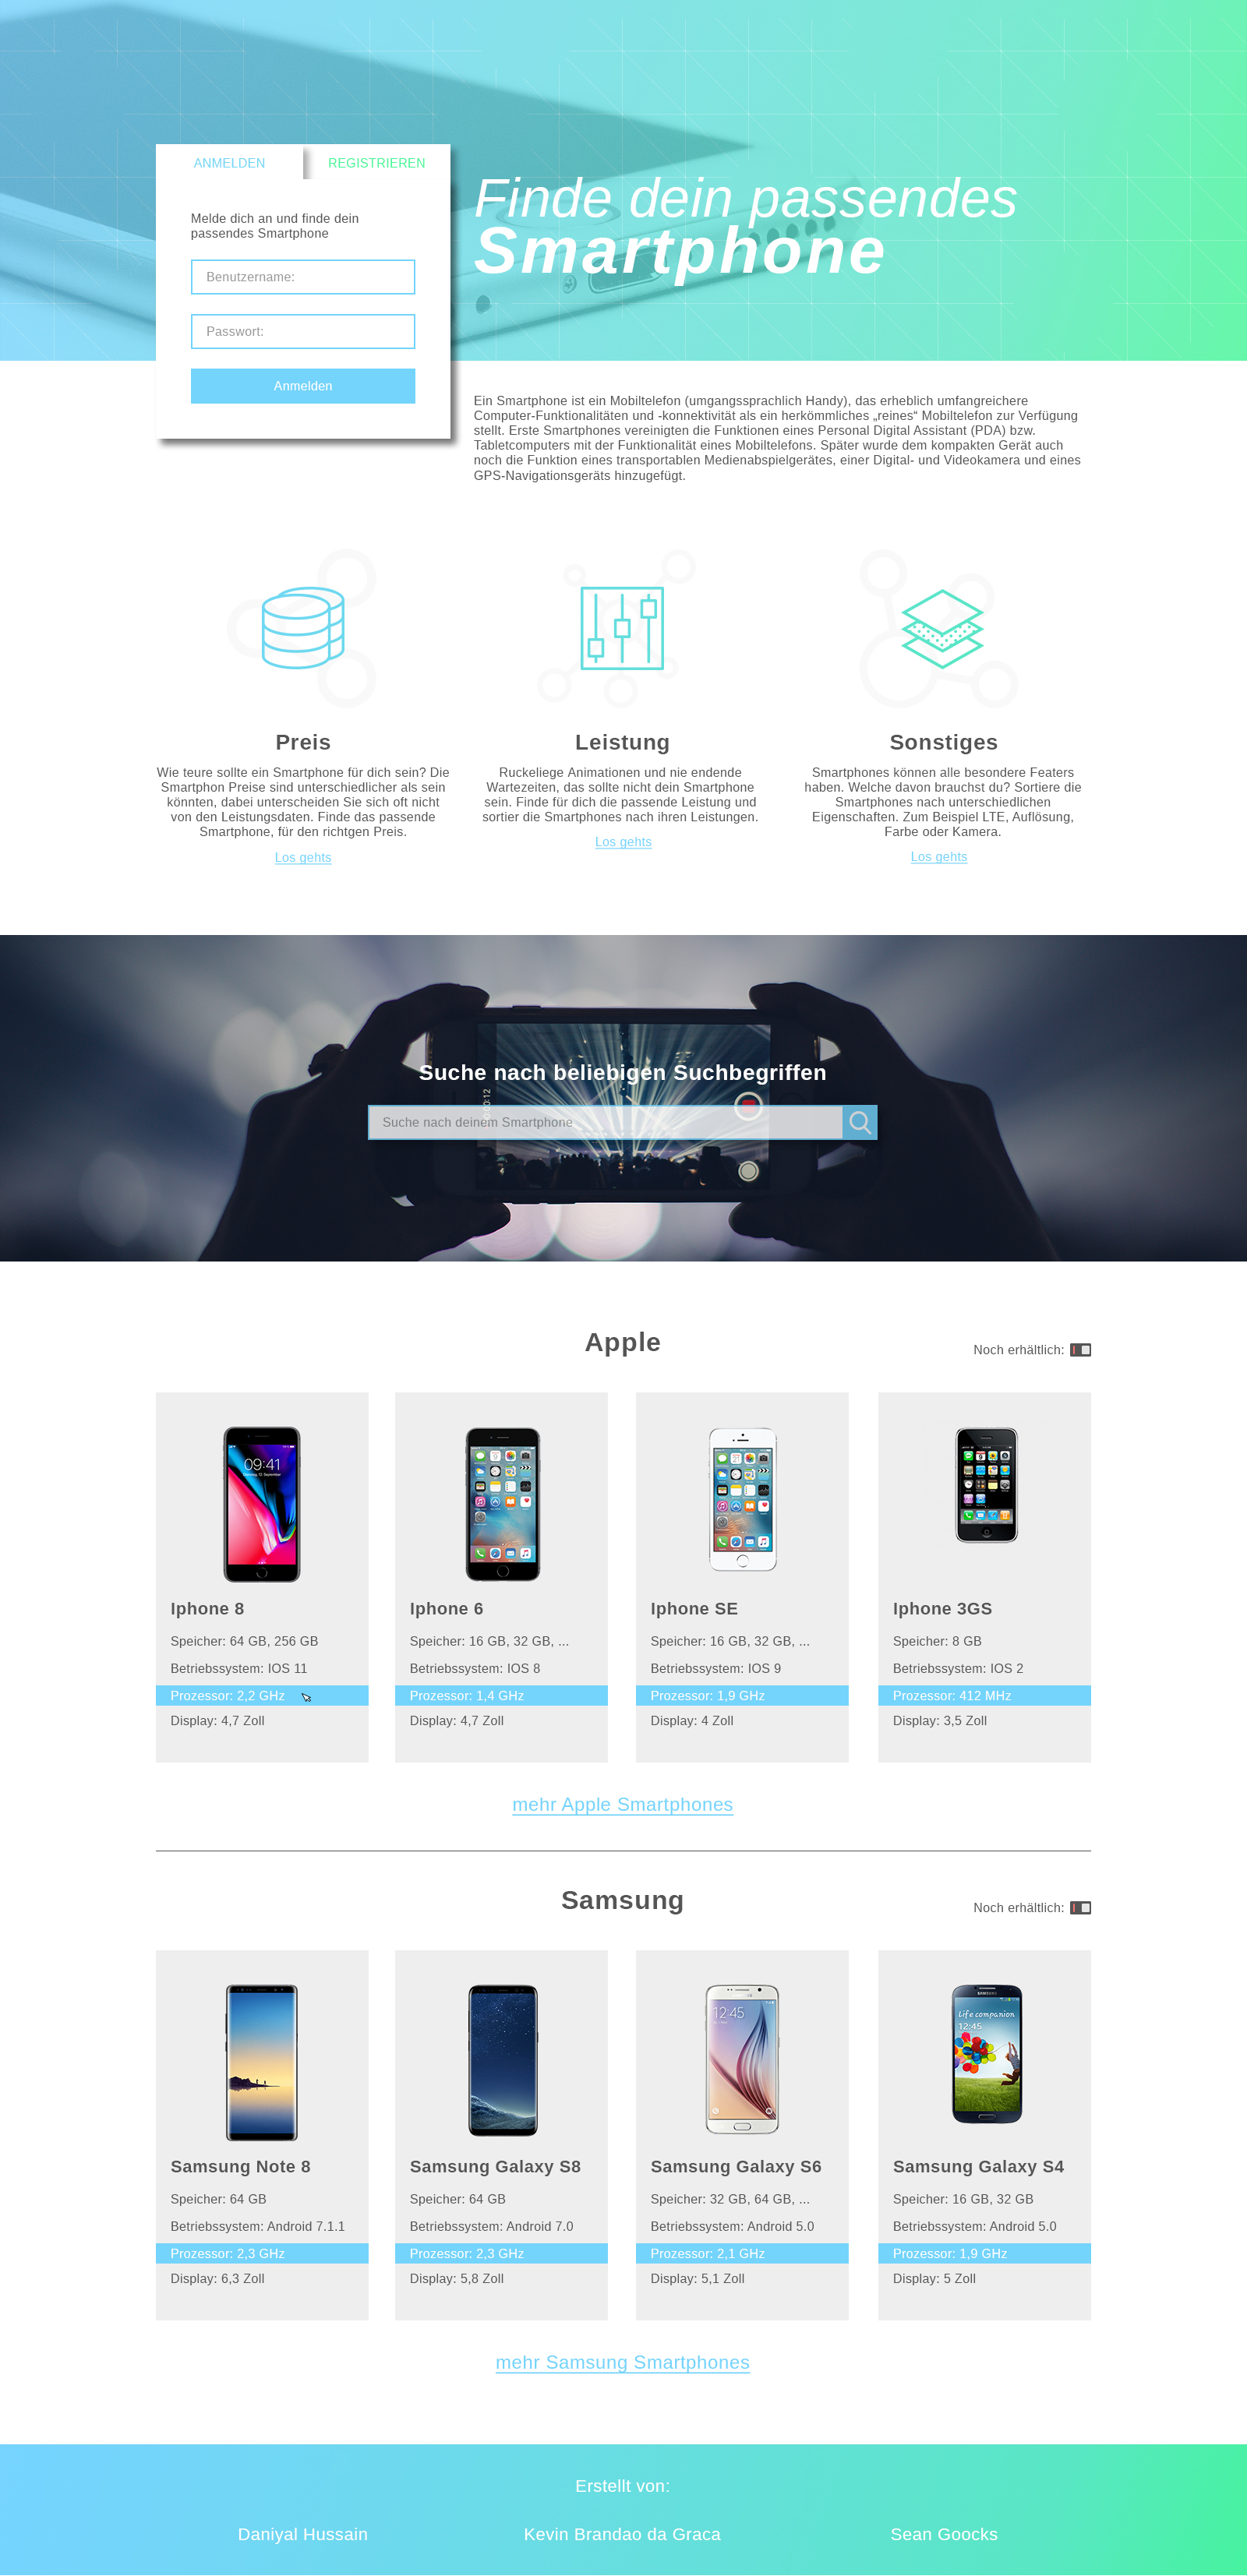 ANMELDEN REGISTRIEREN
Melde dich an und finde dein
passendes Smartphone
Benutzername:
Passwort:
Anmelden
Finde dein passendes
Smartphone
Ein Smartphone ist ein Mobiltelefon (umgangssprachlich Handy), das erheblich umfangreichere
Computer-Funktionalitäten und -konnektivität als ein herkömmliches „reines“ Mobiltelefon zur Verfügung
stellt. Erste Smartphones vereinigten die Funktionen eines Personal Digital Assistant (PDA) bzw.
Tabletcomputers mit der Funktionalität eines Mobiltelefons. Später wurde dem kompakten Gerät auch
noch die Funktion eines transportablen Medienabspielgerätes, einer Digital- und Videokamera und eines
GPS-Navigationsgeräts hinzugefügt.
Preis
Wie teure sollte ein Smartphone für dich sein? Die
Smartphon Preise sind unterschiedlicher als sein
könnten, dabei unterscheiden Sie sich oft nicht
von den Leistungsdaten. Finde das passende
Smartphone, für den richtgen Preis.
Los gehts
Leistung
Ruckeliege Animationen und nie endende
Wartezeiten, das sollte nicht dein Smartphone
sein. Finde für dich die passende Leistung und
sortier die Smartphones nach ihren Leistungen.
Los gehts
Sonstiges
Smartphones können alle besondere Featers
haben. Welche davon brauchst du? Sortiere die
Smartphones nach unterschiedlichen
Eigenschaften. Zum Beispiel LTE, Auflösung,
Farbe oder Kamera.
Los gehts
Suche nach beliebigen Suchbegriffen
Suche nach deinem Smartphone
Apple
Noch erhältlich:
09:41
Iphone 8
Speicher: 64 GB, 256 GB
Betriebssystem: IOS 11
Prozessor: 2,2 GHz
Display: 4,7 Zoll
Iphone 6
Speicher: 16 GB, 32 GB, ...
Betriebssystem: IOS 8
Prozessor: 1,4 GHz
Display: 4,7 Zoll
Iphone SE
Speicher: 16 GB, 32 GB, ...
Betriebssystem: IOS 9
Prozessor: 1,9 GHz
Display: 4 Zoll
Iphone 3GS
Speicher: 8 GB
Betriebssystem: IOS 2
Prozessor: 412 MHz
Display: 3,5 Zoll
mehr Apple Smartphones
Samsung
Noch erhältlich:
Samsung Note 8
Speicher: 64 GB
Betriebssystem: Android 7.1.1
Prozessor: 2,3 GHz
Display: 6,3 Zoll
Samsung Galaxy S8
Speicher: 64 GB
Betriebssystem: Android 7.0
Prozessor: 2,3 GHz
Display: 5,8 Zoll
12:45
Samsung Galaxy S6
Speicher: 32 GB, 64 GB, ...
Betriebssystem: Android 5.0
Prozessor: 2,1 GHz
Display: 5,1 Zoll
SAMSUNG
Life companion
12:45
Samsung Galaxy S4
Speicher: 16 GB, 32 GB
Betriebssystem: Android 5.0
Prozessor: 1,9 GHz
Display: 5 Zoll
mehr Samsung Smartphones
Erstellt von:
Daniyal Hussain
Kevin Brandao da Graca
Sean Goocks